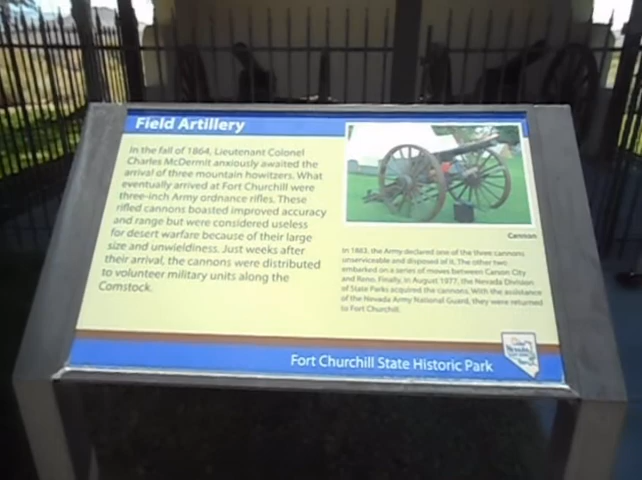 Field Artillery
In the fall of 1864, Lieutenant Colonel
Charles McDermit anxiously awaited the
arrival of three mountain howitzers. What
eventually arrived at Fort Churchill were
three-inch Army ordnance rifles. These
rifled cannons boasted improved accuracy
and range but were considered useless
for desert warfare because of their large
size and unwieldiness. Just weeks after
their arrival, the cannons were distributed
to volunteer military units along the
Comstock.
Cannon
In 1883, the Army declared one of the three cannons
unserviceable and disposed of it. The other two
embarked on a series of moves between Carson City
and Reno. Finally, in August 1977, the Nevada Division
of State Parks acquired the cannons. With the assistance
of the Nevada Army National Guard, they were returned
to Fort Churchill.
Fort Churchill State Historic Park
Nevada